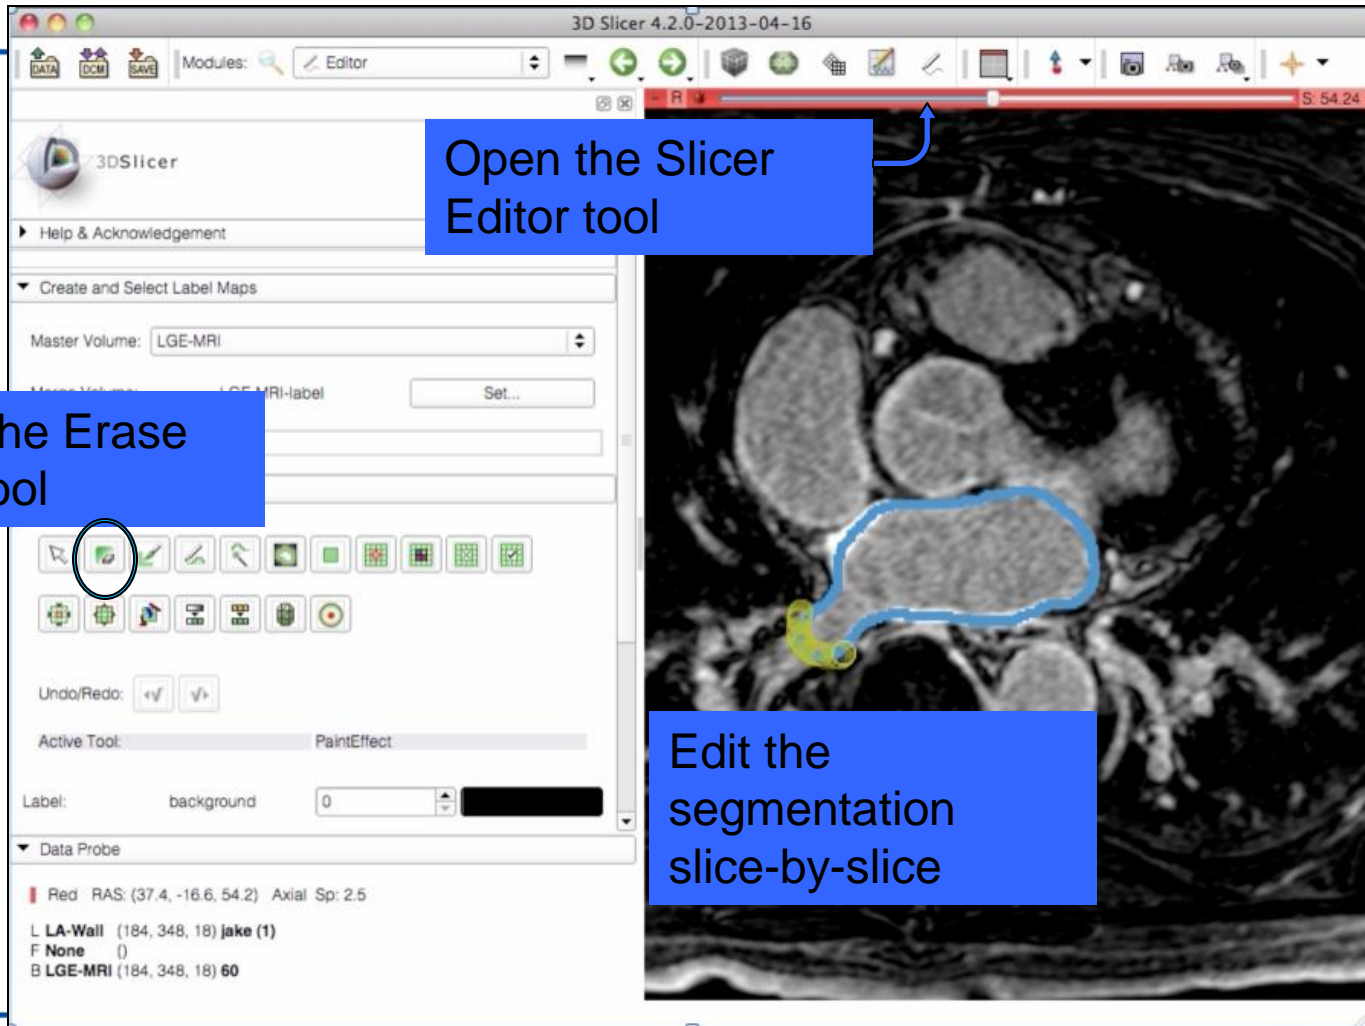 3D Slicer 4.2.0-2013-04-16
DATA DCM SAVE Modules: Editor
R S: 54.24
3DSlicer
Open the Slicer
Editor tool
Help & Acknowledgement
Create and Select Label Maps
Master Volume: LGE-MRI
LGE-MRI-label Set...
he Erase
ool
Undo/Redo:
Active Tool: PaintEffect
Label: background 0
Edit the
segmentation
slice-by-slice
Data Probe
Red RAS: (37.4, -16.6, 54.2) Axial Sp: 2.5
L LA-Wall (184, 348, 18) jake (1)
F None ()
B LGE-MRI (184, 348, 18) 60